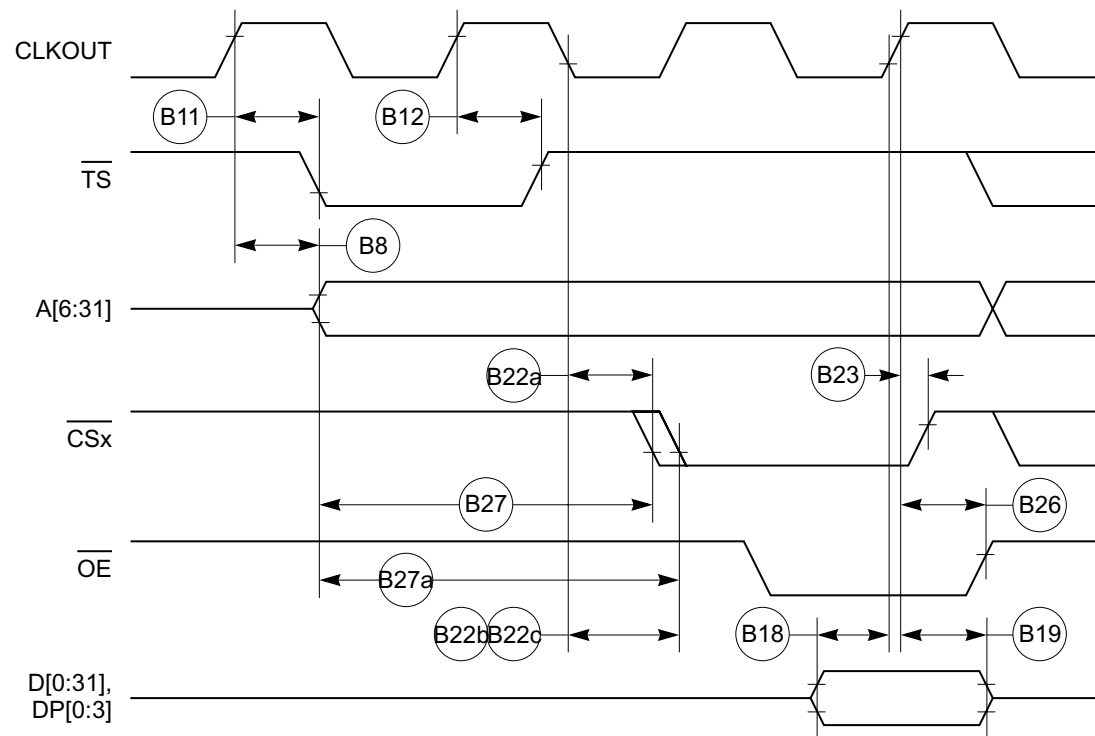 CLKOUT
B11
B12
TS
B8
A[6:31]
B22a
B23
CSx
B27
B26
OE
B27a
B22b B22c
B18
B19
D[0:31],
DP[0:3]